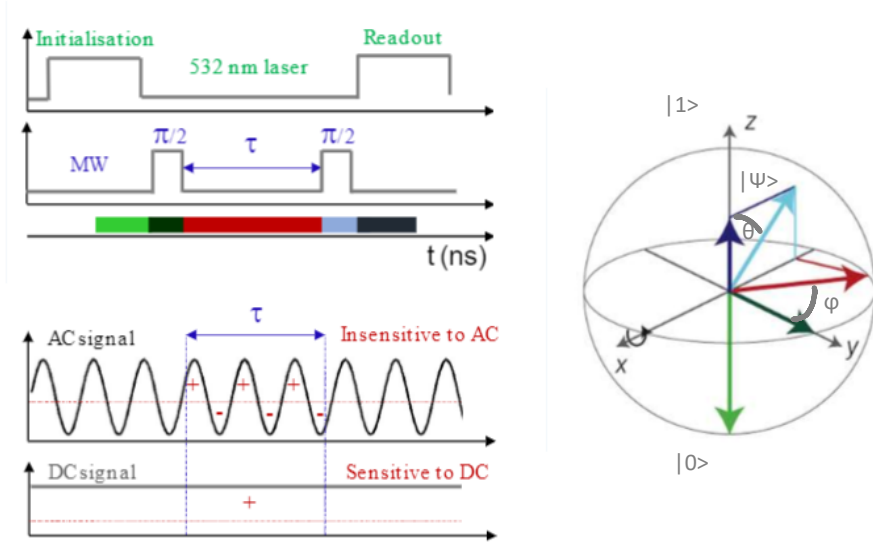 Initialisation
Readout
532 nm laser
π/2
π/2
τ
MW
t (ns)
τ
AC signal
Insensitive to AC
+ + +
- - -
DC signal
Sensitive to DC
+
|1>
z
|Ψ>
θ
φ
x
y
|0>